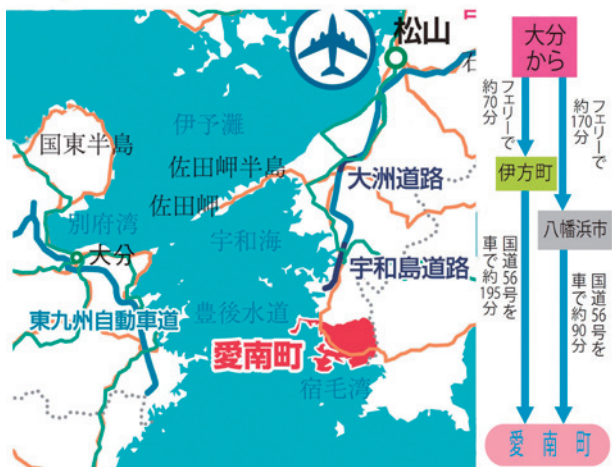 松山
伊予灘
国東半島
佐田岬半島
佐田岬
大洲道路
別府湾
宇和海
大分
宇和島道路
東九州自動車道
豊後水道
愛南町
宿毛湾
大分
から
フェリーで
約70分
フェリーで
約170分
伊方町
八幡浜市
国道56号を
車で約195分
国道56号を
車で約90分
愛南町